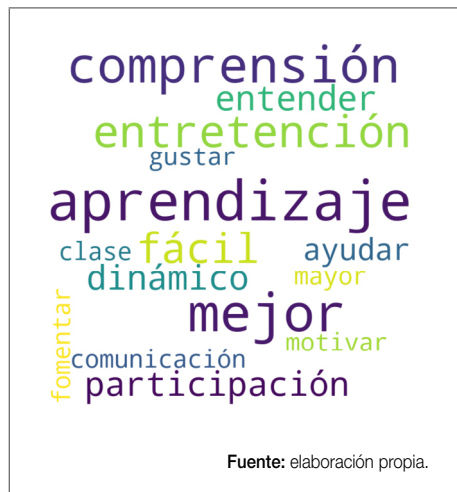 comprensión
entender
entretención
gustar
aprendizaje
clase fácil ayudar
dinámico mayor
mejor
fomentar
motivar
comunicación
participación
Fuente: elaboración propia.